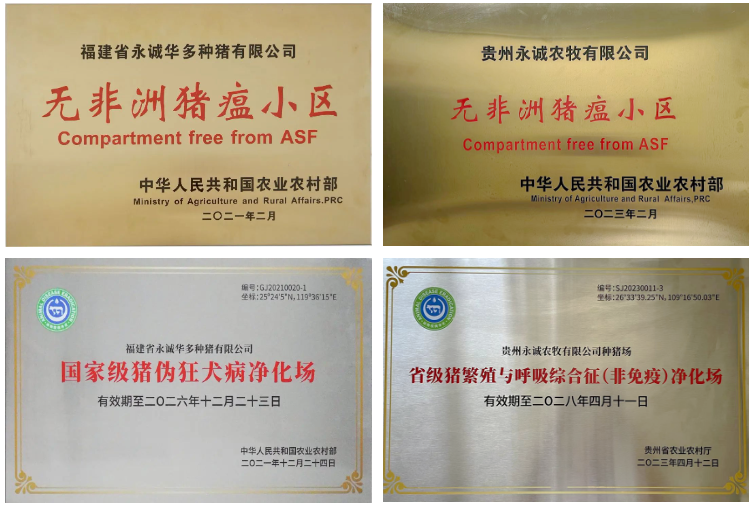 福建省永诚华多种猪有限公司
无非洲猪瘟小区
Compartment free from ASF
中华人民共和国农业农村部
Ministry of Agriculture and Rural Affairs,PRC
二〇二一年二月
贵州永诚农牧有限公司
无非洲猪瘟小区
Compartment free from ASF
中华人民共和国农业农村部
Ministry of Agriculture and Rural Affairs,PRC
二〇二三年二月
编号:GJ20210020-1
坐标:25°24'5"N,119°36'15"E
福建省永诚华多种猪有限公司
国家级猪伪狂犬病净化场
有效期至二〇二六年十二月二十三日
中华人民共和国农业农村部
二〇二一年十二月二十四日
编号:SJ20230011-3
坐标:26°33'39.25"N,109°16'50.03"E
贵州永诚农牧有限公司种猪场
省级猪繁殖与呼吸综合征(非免疫)净化场
有效期至二〇二八年四月十一日
贵州省农业农村厅
二〇二三年四月十二日